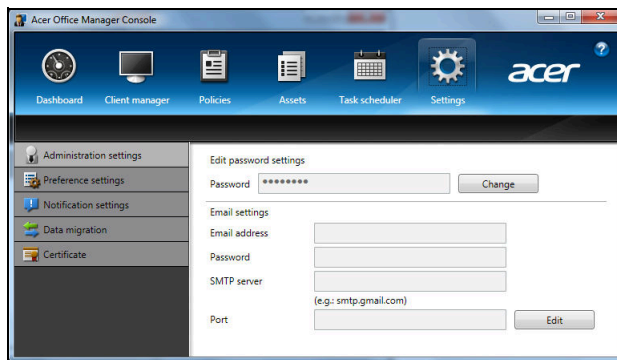 Acer Office Manager Console
?
acer
Dashboard Client manager Policies Assets Task scheduler Settings
Administration settings
Preference settings
Notification settings
Data migration
Certificate
Edit password settings
Password ******** Change
Email settings
Email address
Password
SMTP server
(e.g.: smtp.gmail.com)
Port Edit